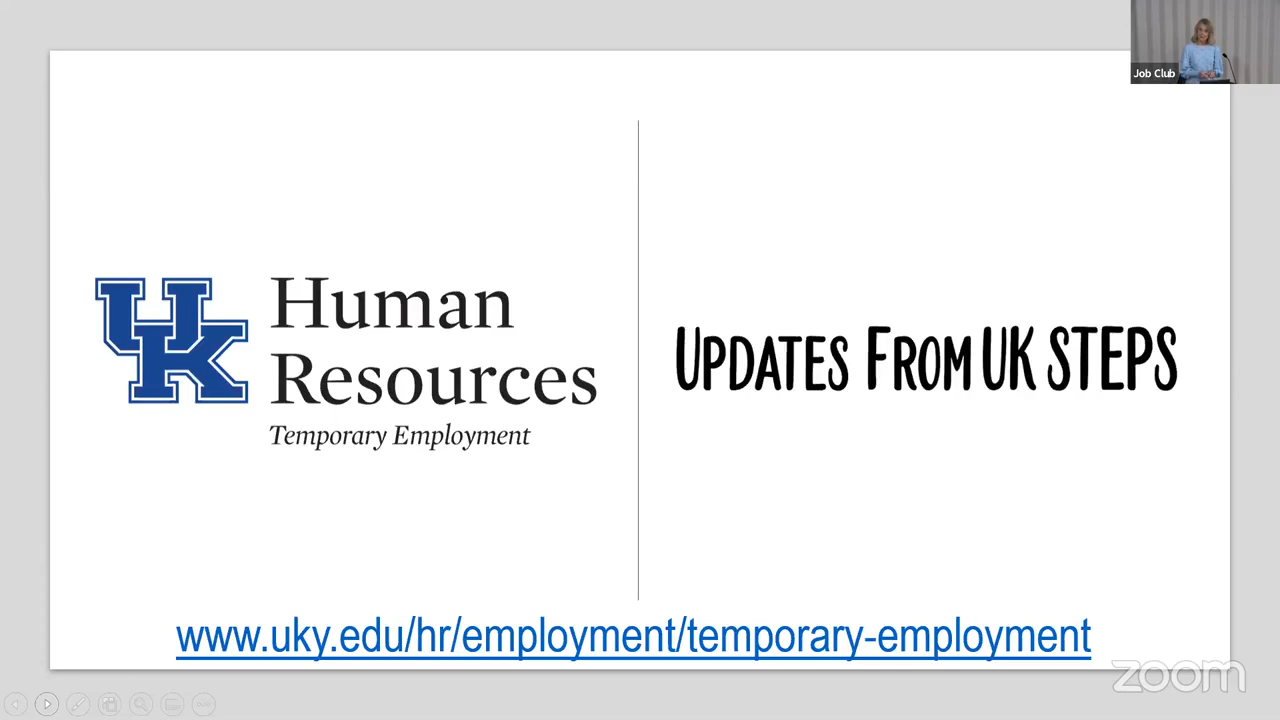 Job Club
UK
Human
Resources
Temporary Employment
UPDATES FROM UK STEPS
www.uky.edu/hr/employment/temporary-employment
zoom